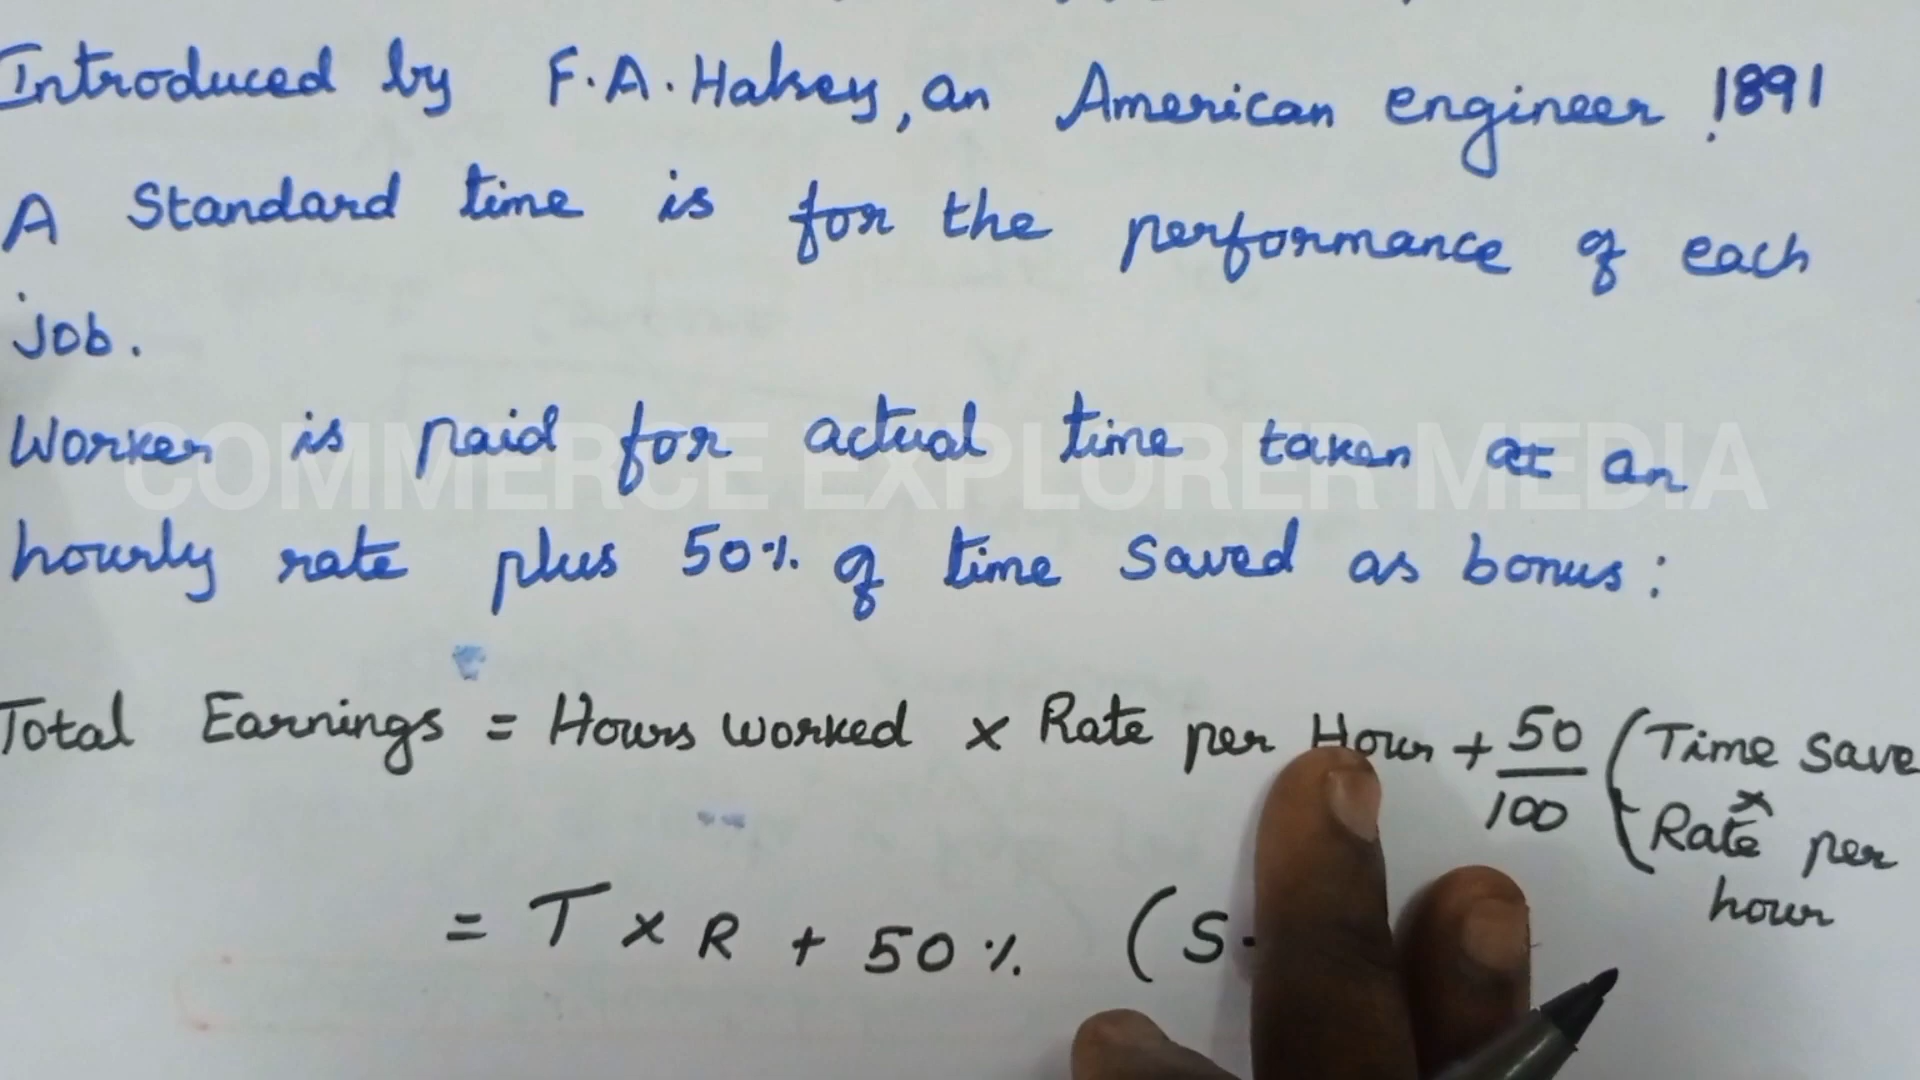 Introduced by F.A. Halsey, an American engineer 1891
A Standard time is for the performance of each
job.
Worker is paid for actual time taken at an
hourly rate plus 50% of time Saved as bonus:
COMMERCE EXPLORER MEDIA
Total Earnings = Hours worked x Rate per Hour + 50/100 (Time Save
x
Rate per
hour
= T x R + 50% (S.